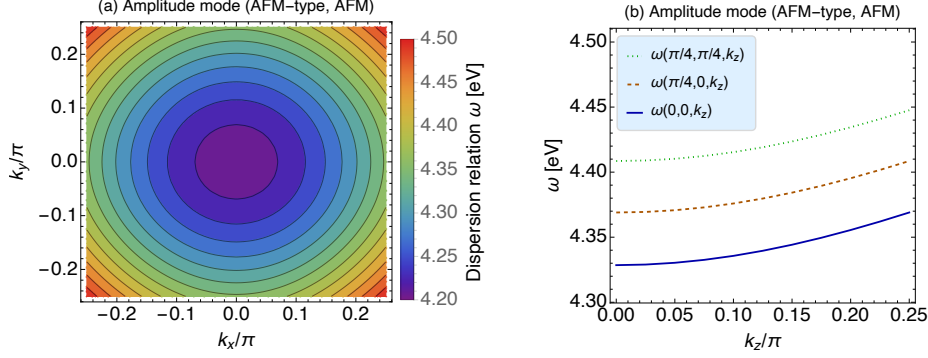 (a) Amplitude mode (AFM-type, AFM)
0.2
0.1
0.0
-0.1
-0.2
k_y/π
-0.2
-0.1
0.0
0.1
0.2
k_x/π
4.50
4.45
4.40
4.35
4.30
4.25
4.20
Dispersion relation ω [eV]
(b) Amplitude mode (AFM-type, AFM)
4.50
4.45
4.40
4.35
4.30
ω [eV]
ω(π/4,π/4,k_z)
ω(π/4,0,k_z)
ω(0,0,k_z)
0.00
0.05
0.10
0.15
0.20
0.25
k_z/π